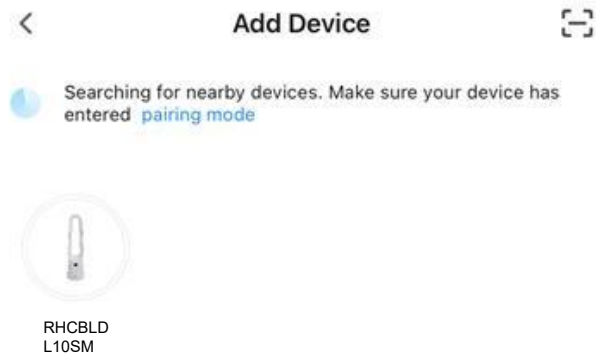 Add Device
Searching for nearby devices. Make sure your device has
entered pairing mode
RHCBLD
L10SM